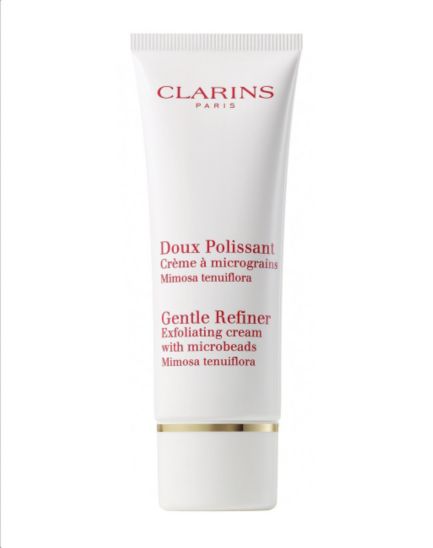 CLARINS
PARIS
Doux Polissant
Crème à micrograins
Mimosa tenuiflora
Gentle Refiner
Exfoliating cream
with microbeads
Mimosa tenuiflora